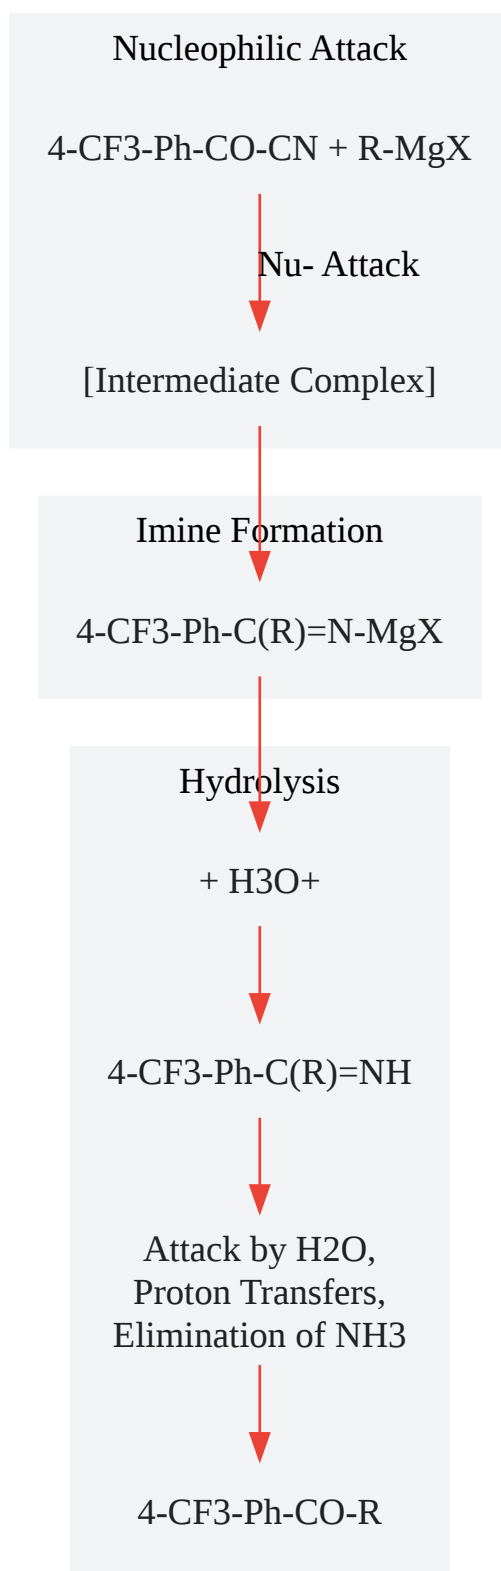 Nucleophilic Attack
4-CF3-Ph-CO-CN + R-MgX
Nu- Attack
[Intermediate Complex]
Imine Formation
4-CF3-Ph-C(R)=N-MgX
Hydrolysis
+ H3O+
4-CF3-Ph-C(R)=NH
Attack by H2O,
Proton Transfers,
Elimination of NH3
4-CF3-Ph-CO-R